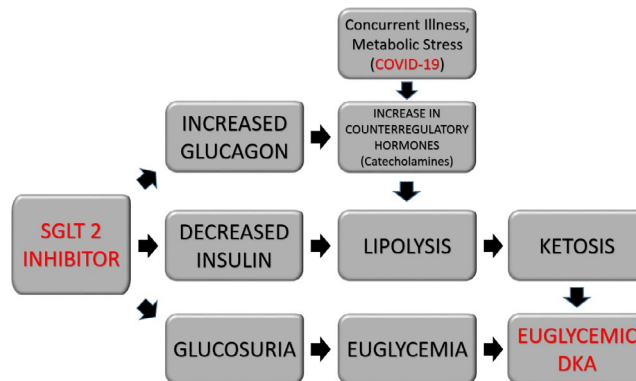 Concurrent Illness,
Metabolic Stress
(COVID-19)
INCREASED
GLUCAGON
INCREASE IN
COUNTERREGULATORY
HORMONES
(Catecholamines)
SGLT 2
INHIBITOR
DECREASED
INSULIN
LIPOLYSIS
KETOSIS
GLUCOSURIA
EUGLYCEMIA
EUGLYCEMIC
DKA